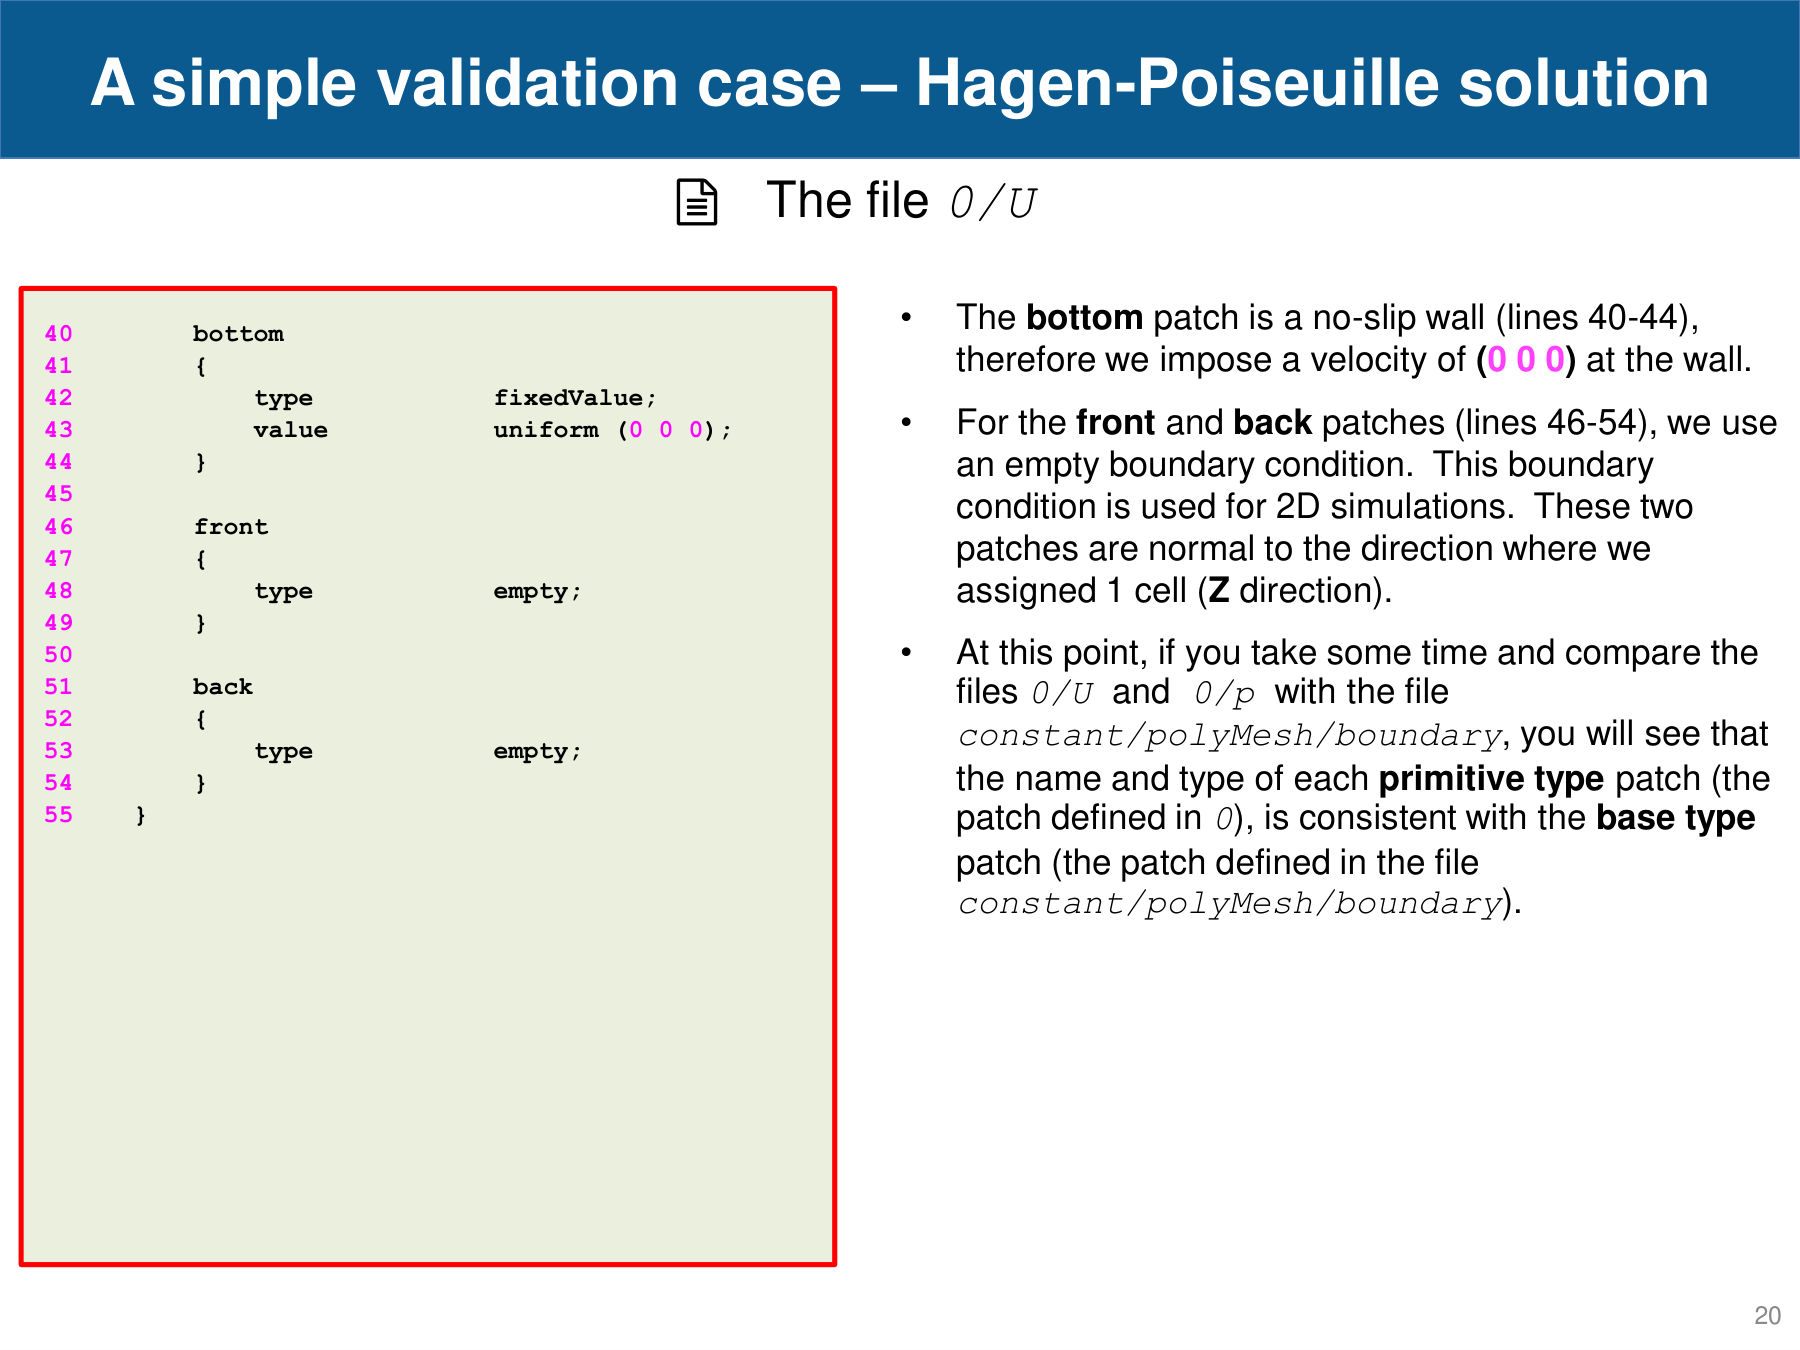 A simple validation case – Hagen-Poiseuille solution
The file 0/U
40 bottom
41 {
42 type fixedValue;
43 value uniform (0 0 0);
44 }
45
46 front
47 {
48 type empty;
49 }
50
51 back
52 {
53 type empty;
54 }
55 }
• The bottom patch is a no-slip wall (lines 40-44),
therefore we impose a velocity of (0 0 0) at the wall.
• For the front and back patches (lines 46-54), we use
an empty boundary condition. This boundary
condition is used for 2D simulations. These two
patches are normal to the direction where we
assigned 1 cell (Z direction).
• At this point, if you take some time and compare the
files 0/U and 0/p with the file
constant/polyMesh/boundary, you will see that
the name and type of each primitive type patch (the
patch defined in 0), is consistent with the base type
patch (the patch defined in the file
constant/polyMesh/boundary).
20